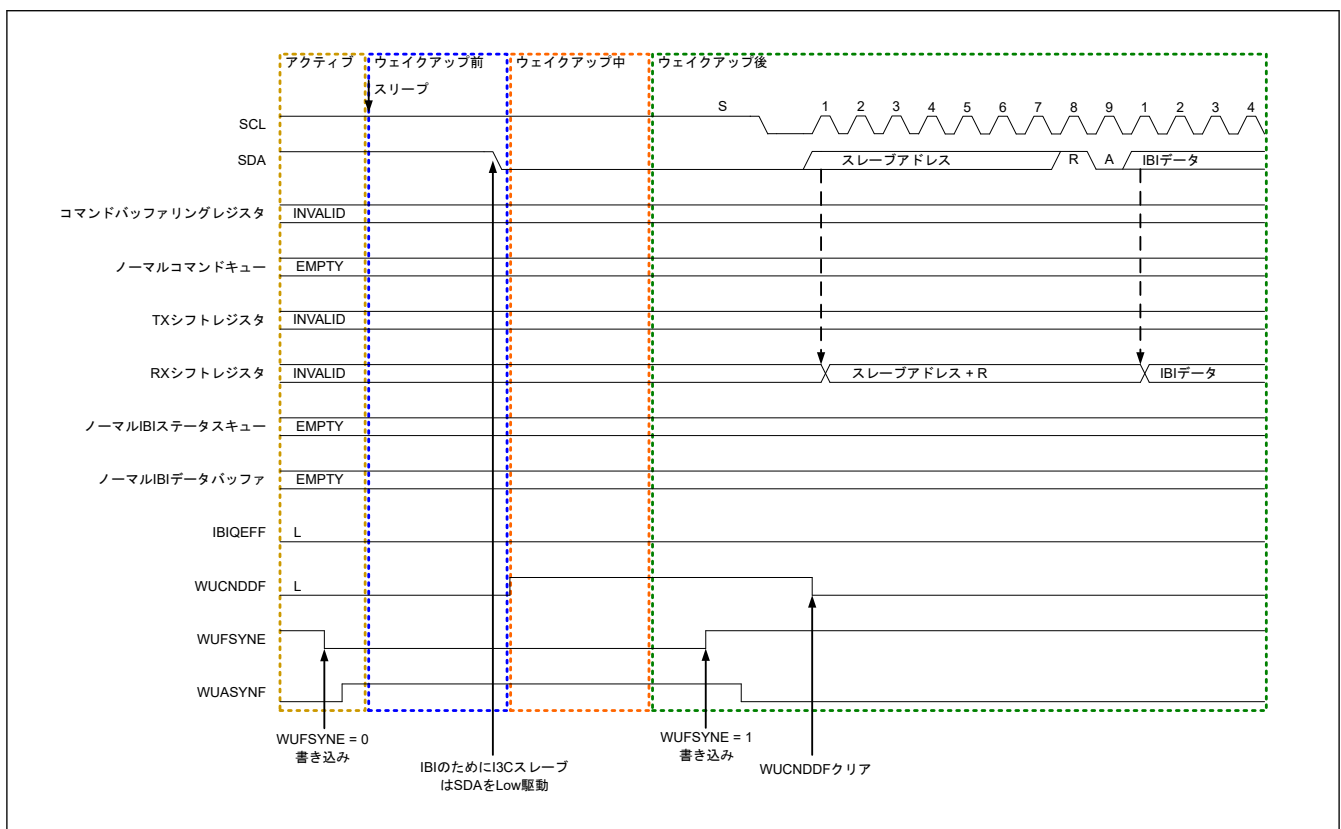 アクティブ
ウェイクアップ前
ウェイクアップ中
ウェイクアップ後
スリープ
S
1 2 3 4 5 6 7 8 9 1 2 3 4
SCL
SDA
スレーブアドレス
R
A
IBIデータ
コマンドバッファリングレジスタ
INVALID
ノーマルコマンドキュー
EMPTY
TXシフトレジスタ
INVALID
RXシフトレジスタ
INVALID
スレーブアドレス + R
IBIデータ
ノーマルIBIステータスキュー
EMPTY
ノーマルIBIデータバッファ
EMPTY
IBIQEFF
L
WUCNDDF
L
WUFSYNE
WUASYNF
WUFSYNE = 0
書き込み
IBIのためにI3Cスレーブ
はSDAをLow駆動
WUFSYNE = 1
書き込み
WUCNDDFクリア